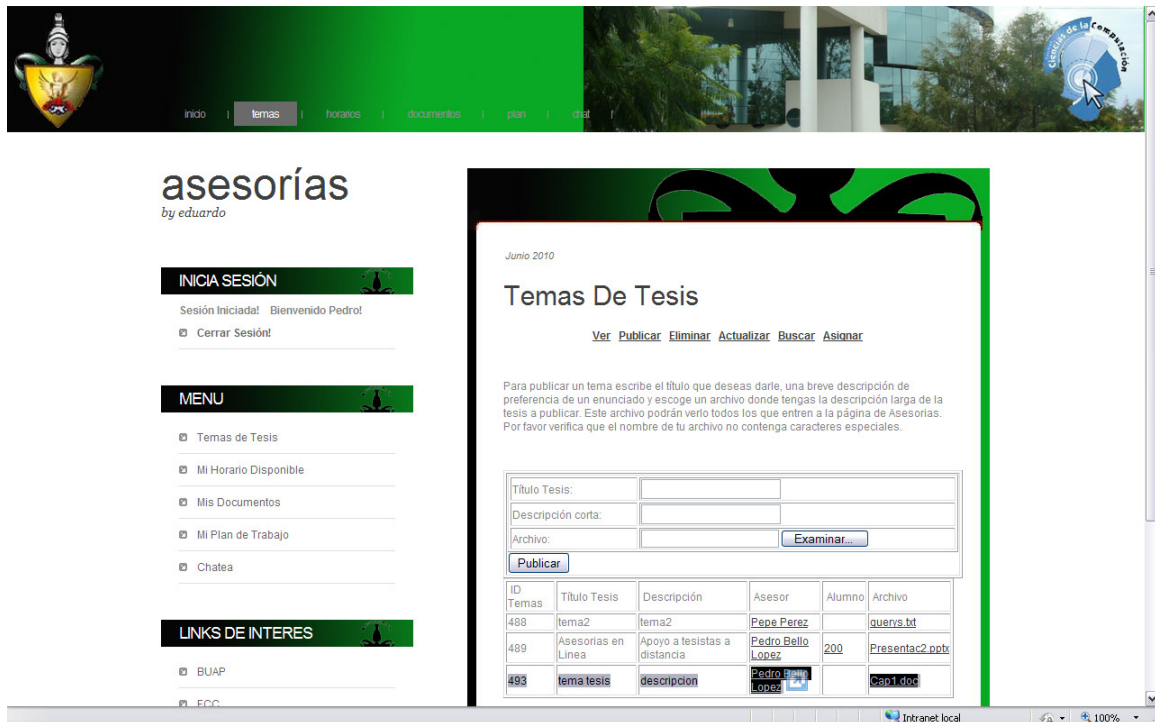 Ciencias de la Computación
inicio | temas | horarios | documentos | plan | chat |
asesorías
by eduardo
INICIA SESIÓN
Sesión Iniciada! Bienvenido Pedro!
Cerrar Sesión!
MENU
Temas de Tesis
Mi Horario Disponible
Mis Documentos
Mi Plan de Trabajo
Chatea
LINKS DE INTERES
BUAP
FCC
Junio 2010
Temas De Tesis
Ver Publicar Eliminar Actualizar Buscar Asignar
Para publicar un tema escribe el título que deseas darle, una breve descripción de
preferencia de un enunciado y escoge un archivo donde tengas la descripción larga de la
tesis a publicar. Este archivo podrán verlo todos los que entren a la página de Asesorias.
Por favor verifica que el nombre de tu archivo no contenga caracteres especiales.
Título Tesis:
Descripción corta:
Archivo: Examinar...
Publicar
ID Temas Título Tesis Descripción Asesor Alumno Archivo
488 tema2 tema2 Pepe Perez querys.txt
489 Asesorias en Linea Apoyo a tesistas a distancia Pedro Bello Lopez 200 Presentac2.pptx
493 tema tesis descripcion Pedro Bello Lopez Cap1.doc
Intranet local 100%